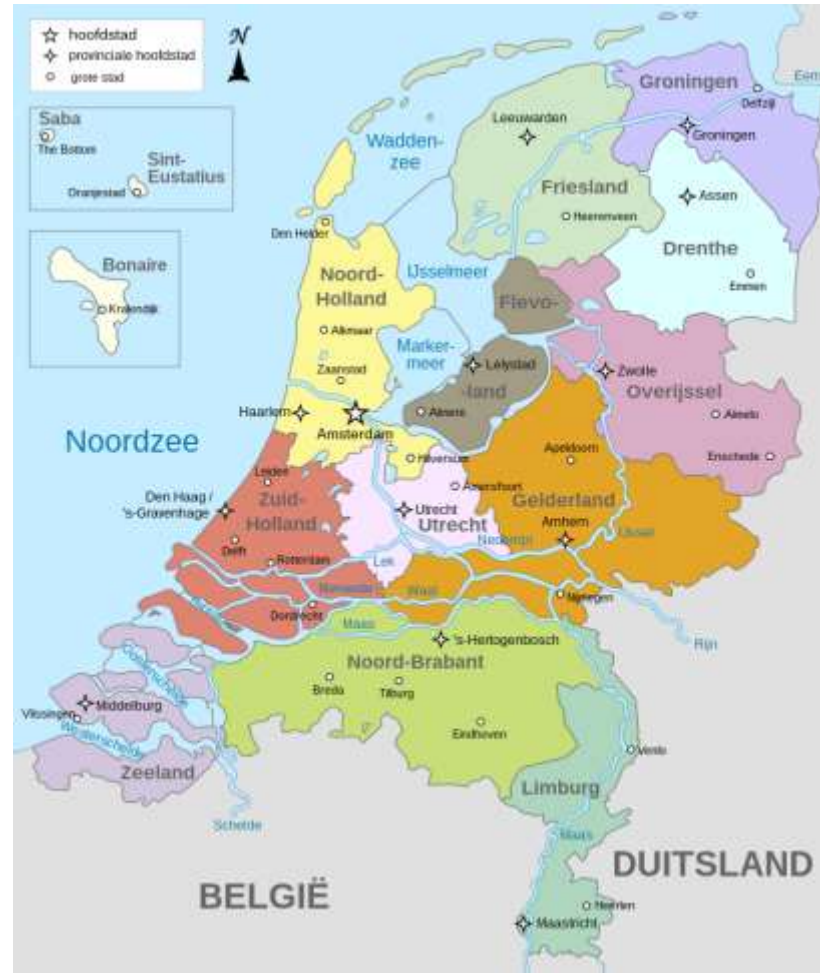 hoofdstad
provinciale hoofdstad
grote stad
N
Saba
The Bottom
Sint-
Eustatius
Oranjestad
Bonaire
Kralendijk
Groningen
Delfzijl
Eems
Groningen
Leeuwarden
Wadden-
zee
Friesland
Heerenveen
Assen
Drenthe
Emmen
Den Helder
Noord-
Holland
IJsselmeer
Alkmaar
Zaanstad
Marker-
meer
Flevo-
Lelystad
-land
Almere
Zwolle
Overijssel
Almelo
Enschede
Haarlem
Amsterdam
Hilversum
Noordzee
Apeldoorn
Amersfoort
Gelderland
Arnhem
IJssel
Nederrijn
Leiden
Den Haag /
's-Gravenhage
Zuid-
Holland
Utrecht
Utrecht
Delft
Rotterdam
Lek
Merwede
Waal
Nijmegen
Dordrecht
Maas
Rijn
's-Hertogenbosch
Noord-Brabant
Breda
Tilburg
Eindhoven
Oosterschelde
Middelburg
Vlissingen
Westerschelde
Zeeland
Schelde
Venlo
Limburg
Maas
DUITSLAND
BELGIË
Heerlen
Maastricht